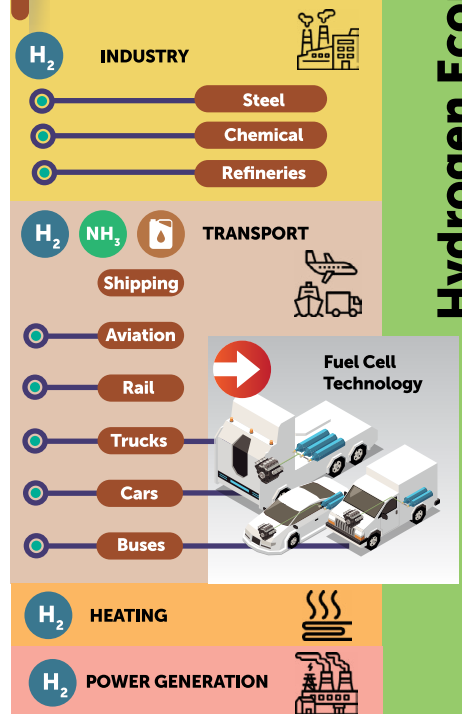 H2
INDUSTRY
Steel
Chemical
Refineries
H2
NH3
TRANSPORT
Shipping
Aviation
Rail
Trucks
Cars
Buses
Fuel Cell
Technology
H2
HEATING
H2
POWER GENERATION
Hydrogen Eco